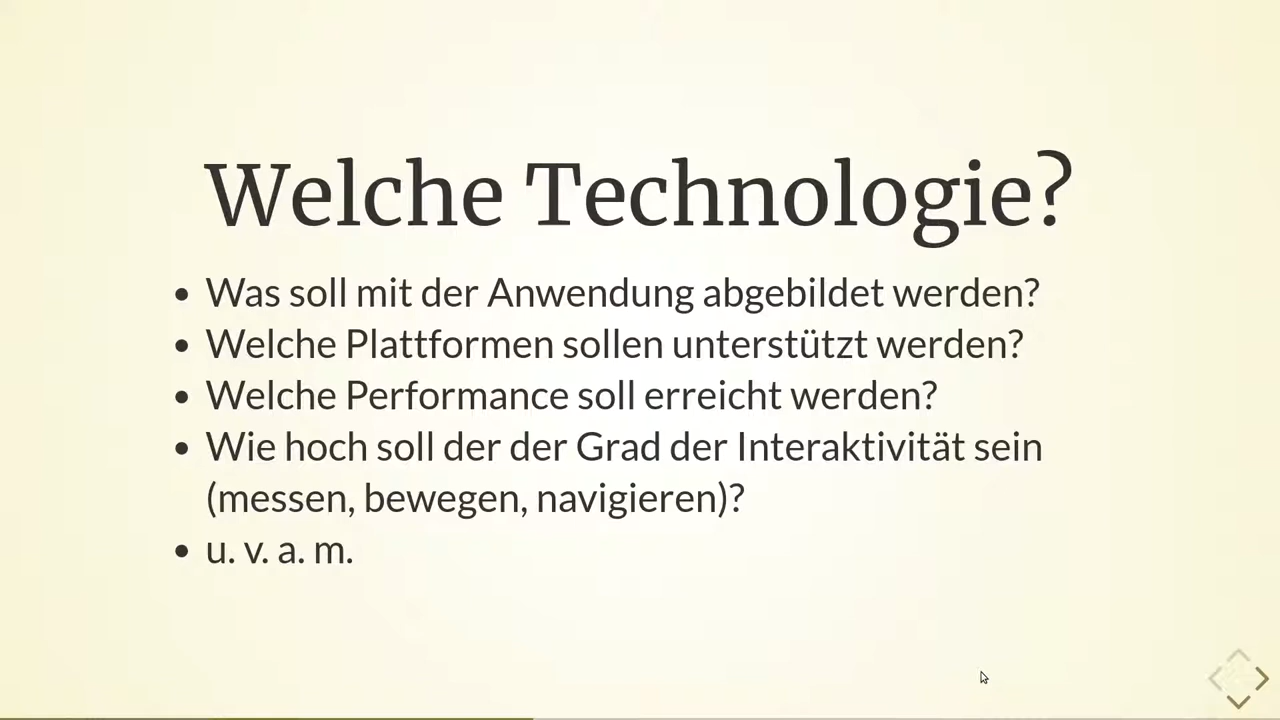 Welche Technologie?
• Was soll mit der Anwendung abgebildet werden?
• Welche Plattformen sollen unterstützt werden?
• Welche Performance soll erreicht werden?
• Wie hoch soll der der Grad der Interaktivität sein
(messen, bewegen, navigieren)?
• u. v. a. m.